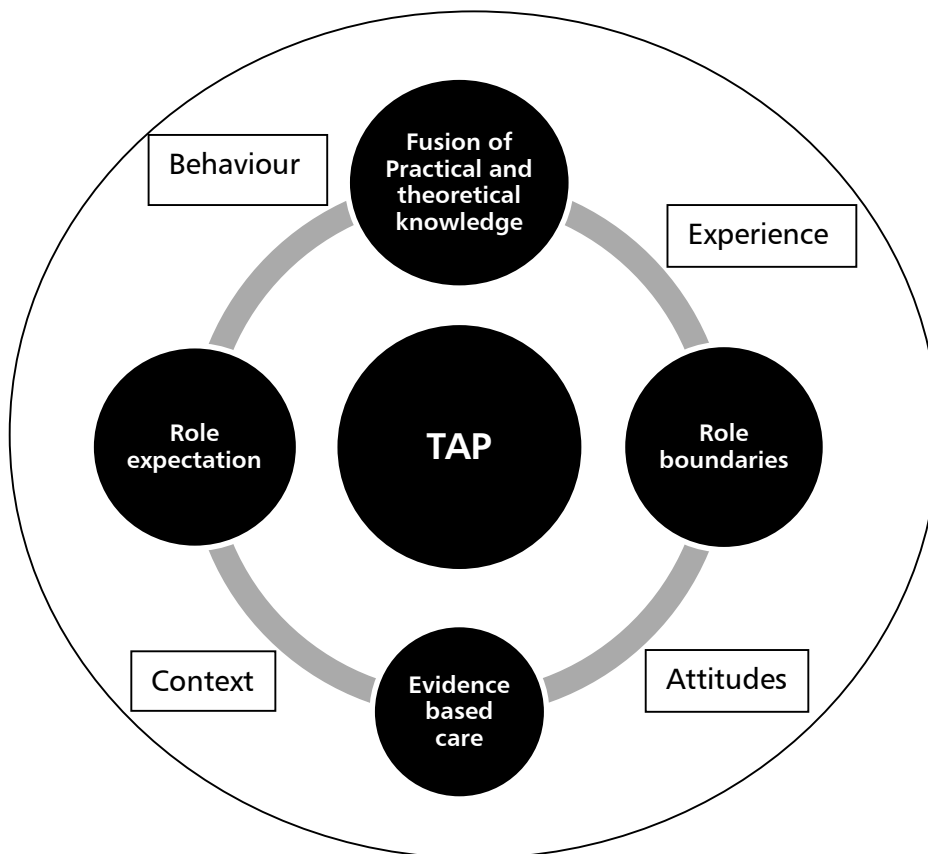 Fusion of
Practical and
theoretical
knowledge
Behaviour
Experience
Role
expectation
TAP
Role
boundaries
Context
Evidence
based
care
Attitudes